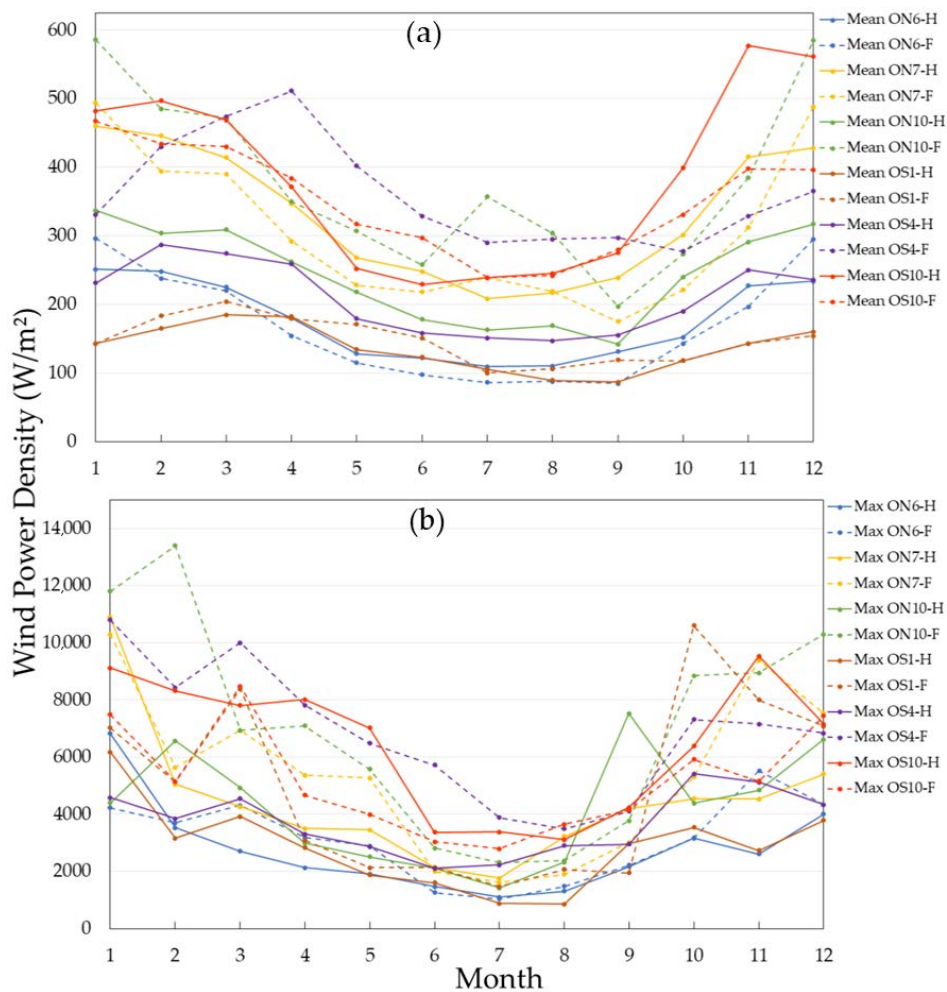 (a)
Wind Power Density (W/m²)
600
500
400
300
200
100
0
1 2 3 4 5 6 7 8 9 10 11 12
Mean ON6-H
Mean ON6-F
Mean ON7-H
Mean ON7-F
Mean ON10-H
Mean ON10-F
Mean OS1-H
Mean OS1-F
Mean OS4-H
Mean OS4-F
Mean OS10-H
Mean OS10-F
(b)
14,000
12,000
10,000
8000
6000
4000
2000
0
1 2 3 4 5 6 7 8 9 10 11 12
Month
Max ON6-H
Max ON6-F
Max ON7-H
Max ON7-F
Max ON10-H
Max ON10-F
Max OS1-H
Max OS1-F
Max OS4-H
Max OS4-F
Max OS10-H
Max OS10-F